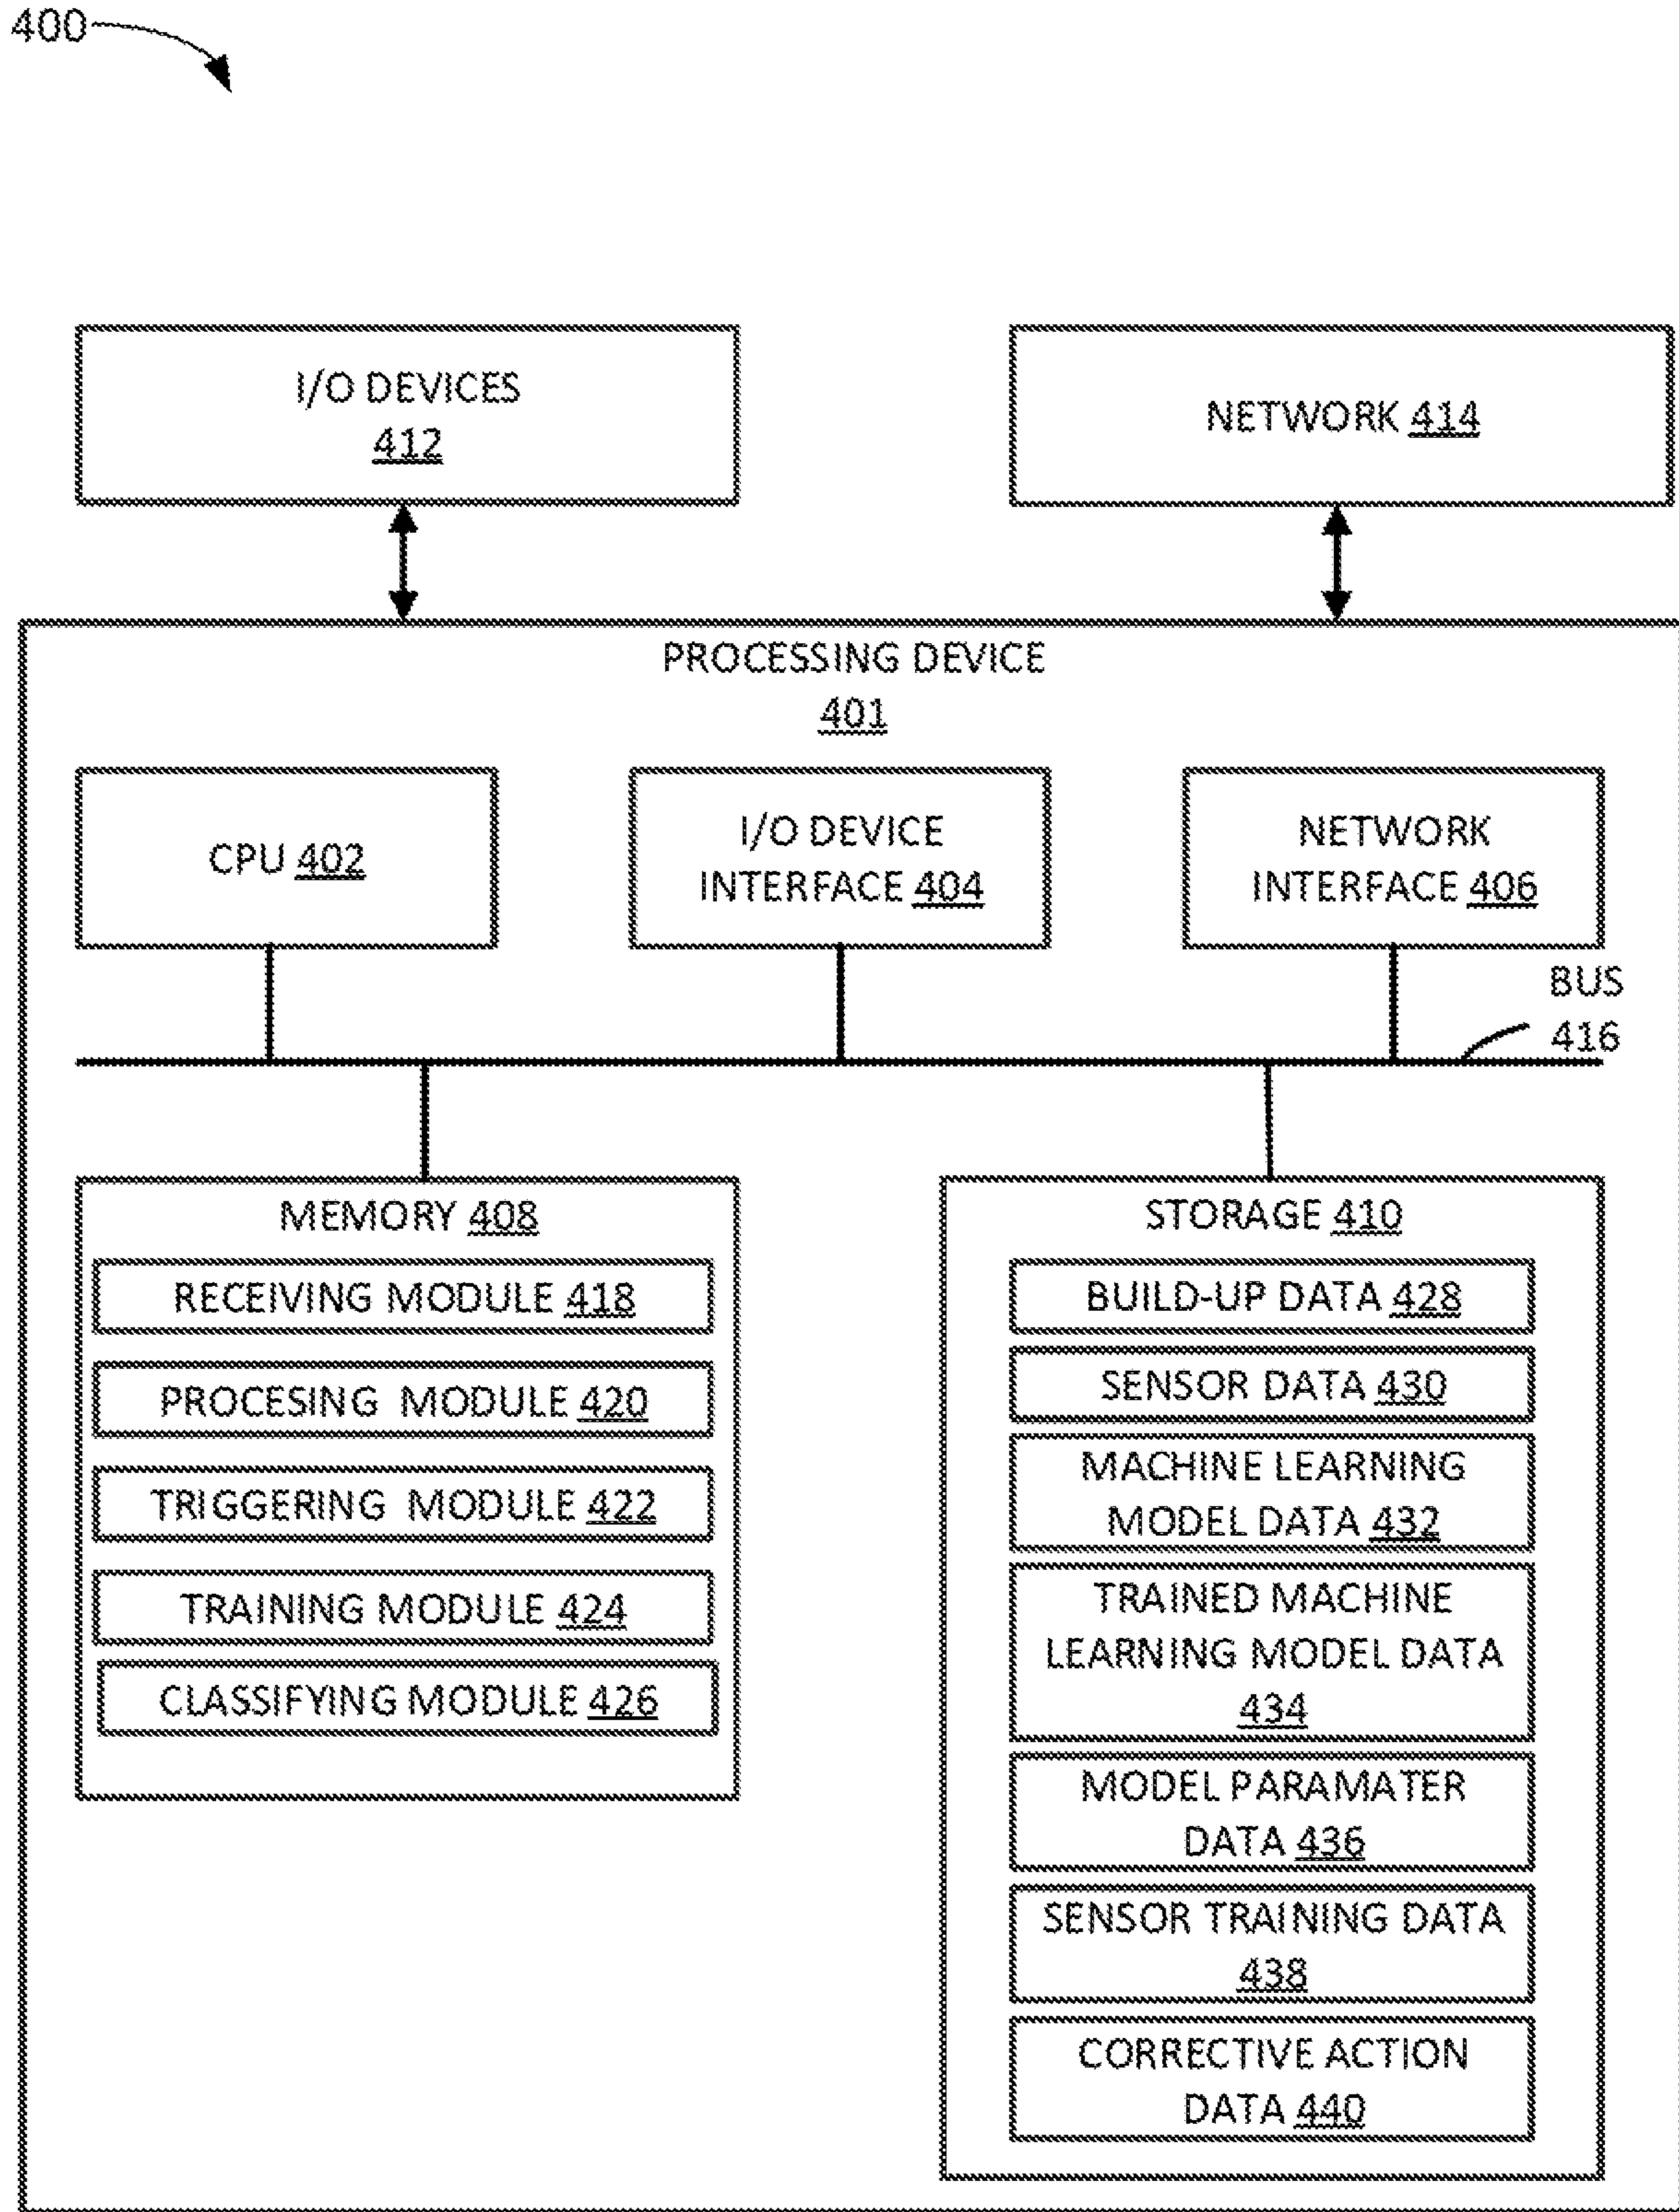 400
I/O DEVICES
412
NETWORK 414
PROCESSING DEVICE
401
CPU 402
I/O DEVICE
INTERFACE 404
NETWORK
INTERFACE 406
BUS
416
MEMORY 408
RECEIVING MODULE 418
PROCESING MODULE 420
TRIGGERING MODULE 422
TRAINING MODULE 424
CLASSIFYING MODULE 426
STORAGE 410
BUILD-UP DATA 428
SENSOR DATA 430
MACHINE LEARNING
MODEL DATA 432
TRAINED MACHINE
LEARNING MODEL DATA
434
MODEL PARAMATER
DATA 436
SENSOR TRAINING DATA
438
CORRECTIVE ACTION
DATA 440